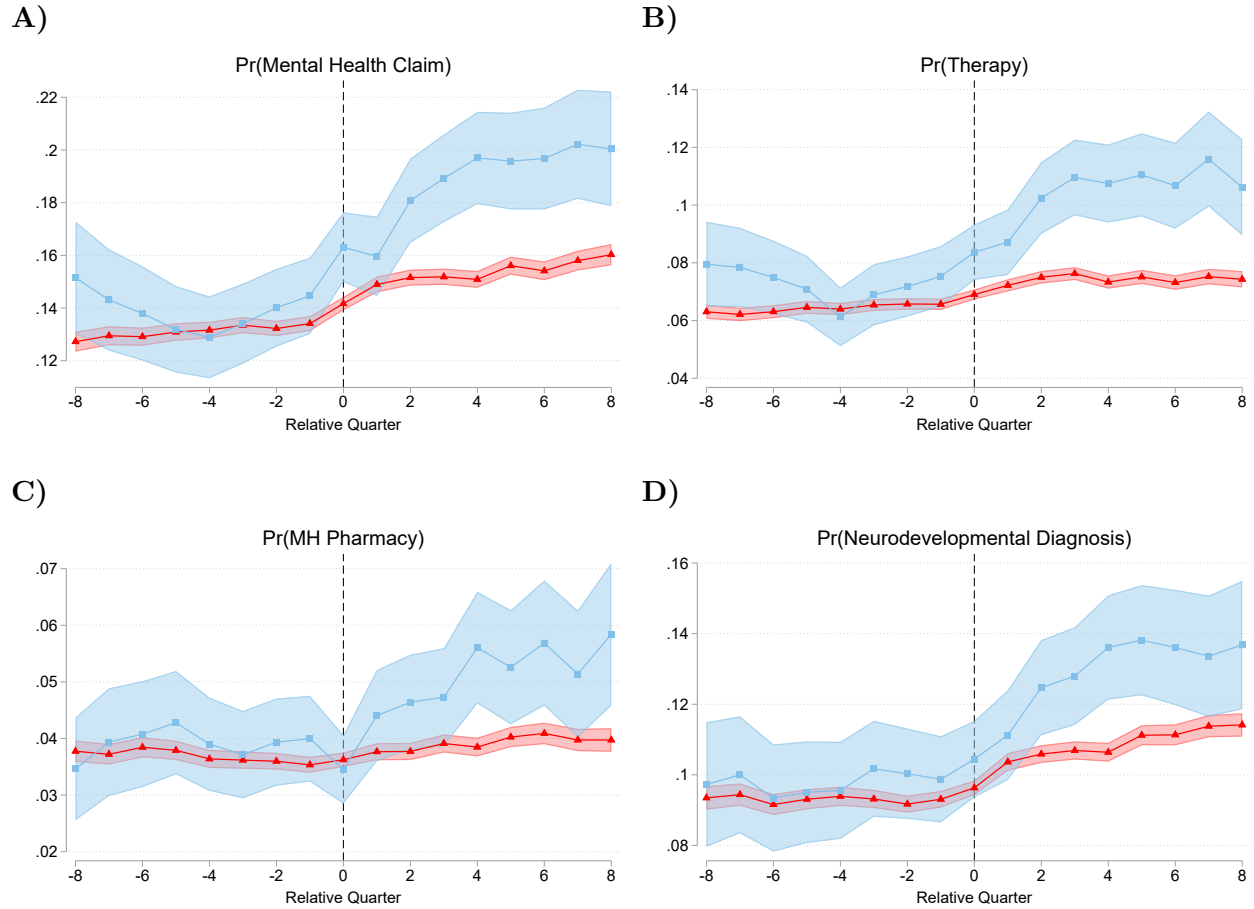 A)
Pr(Mental Health Claim)
.22
.2
.18
.16
.14
.12
-8 -6 -4 -2 0 2 4 6 8
Relative Quarter
B)
Pr(Therapy)
.14
.12
.1
.08
.06
.04
-8 -6 -4 -2 0 2 4 6 8
Relative Quarter
C)
Pr(MH Pharmacy)
.07
.06
.05
.04
.03
.02
-8 -6 -4 -2 0 2 4 6 8
Relative Quarter
D)
Pr(Neurodevelopmental Diagnosis)
.16
.14
.12
.1
.08
-8 -6 -4 -2 0 2 4 6 8
Relative Quarter